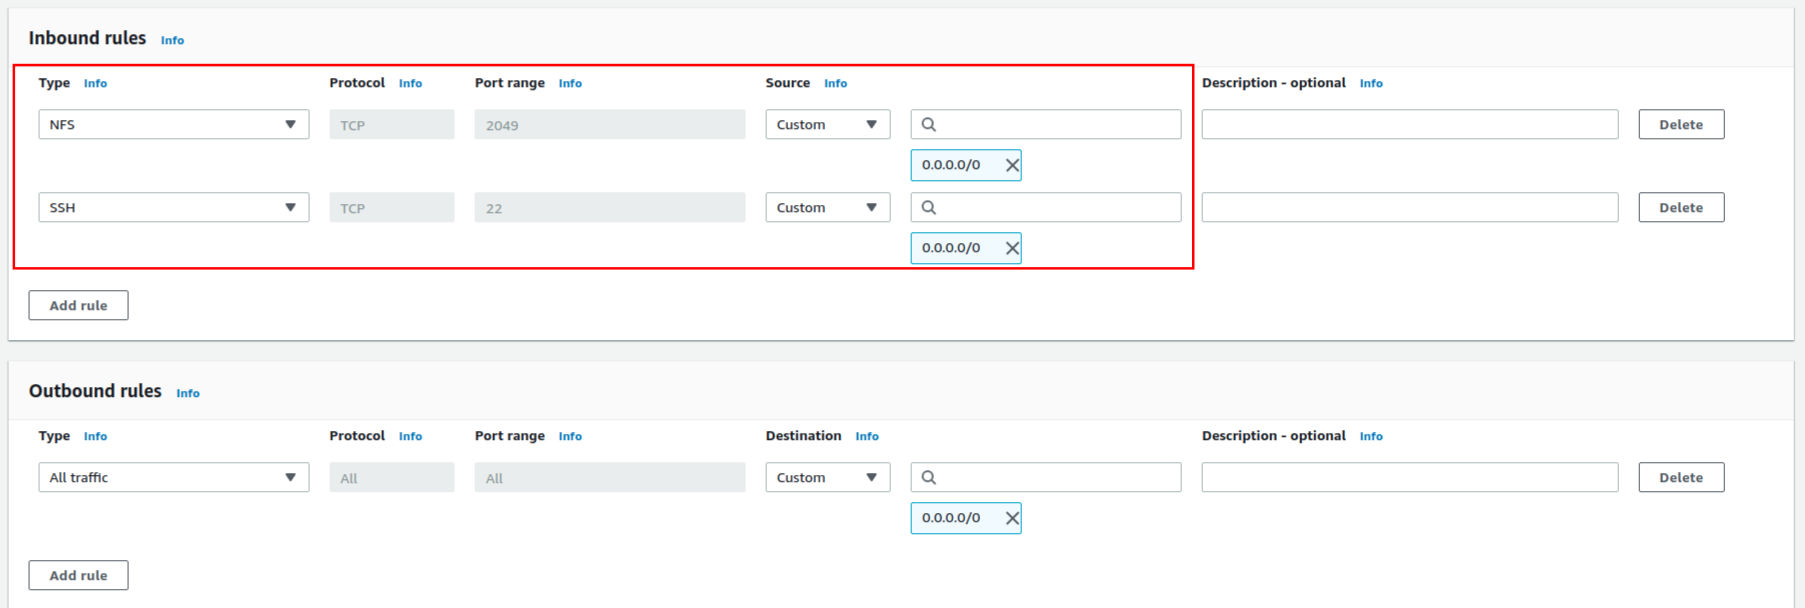 Inbound rules Info
Type Info Protocol Info Port range Info Source Info Description - optional Info
NFS TCP 2049 Custom Delete
0.0.0.0/0
SSH TCP 22 Custom Delete
0.0.0.0/0
Add rule
Outbound rules Info
Type Info Protocol Info Port range Info Destination Info Description - optional Info
All traffic All All Custom Delete
0.0.0.0/0
Add rule